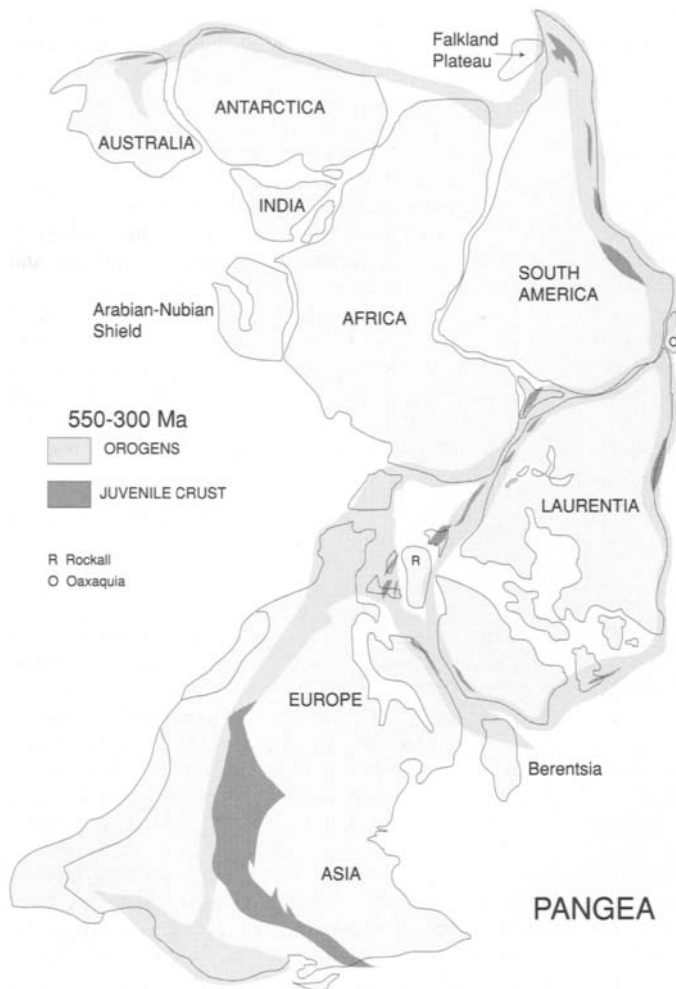 Falkland
Plateau
ANTARCTICA
AUSTRALIA
INDIA
SOUTH
AMERICA
Arabian-Nubian
Shield
AFRICA
O
550-300 Ma
OROGENS
JUVENILE CRUST
LAURENTIA
R Rockall
O Oaxaquia
R
EUROPE
Berentsia
ASIA
PANGEA